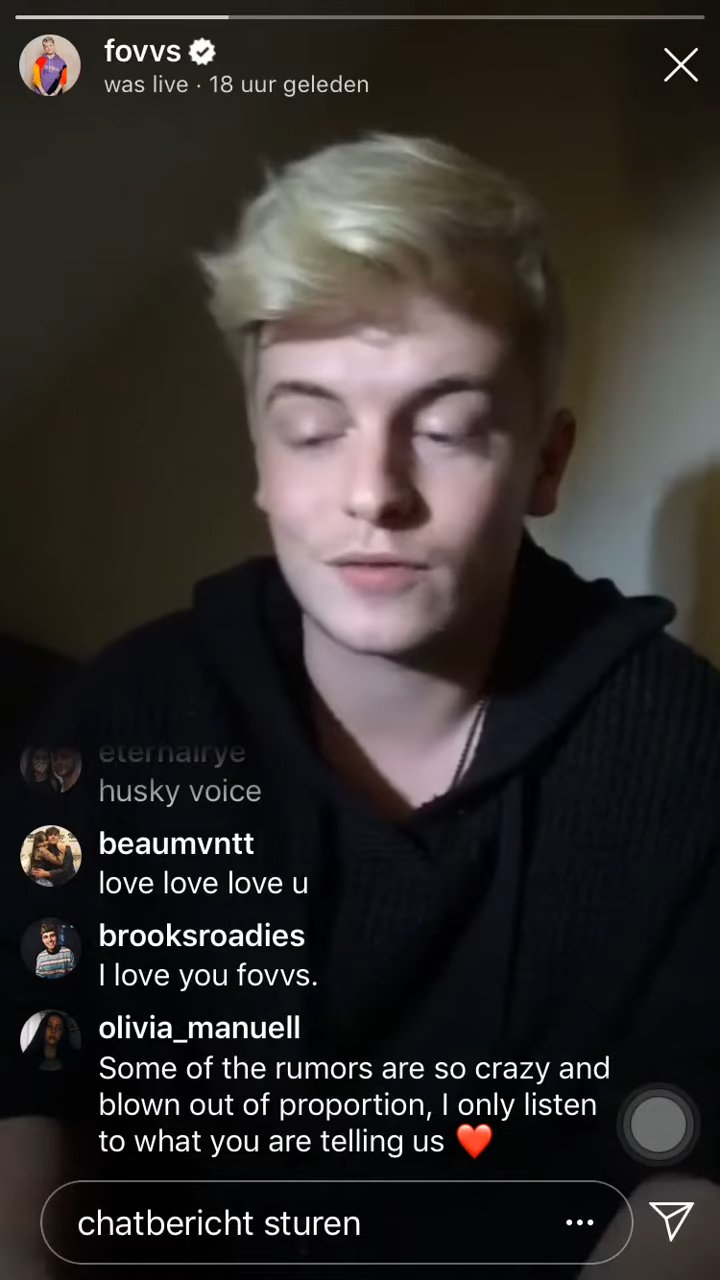 fovvs
was live · 18 uur geleden
eternalrye
husky voice
beaumvntt
love love love u
brooksroadies
I love you fovvs.
olivia_manuell
Some of the rumors are so crazy and
blown out of proportion, I only listen
to what you are telling us ❤️
chatbericht sturen